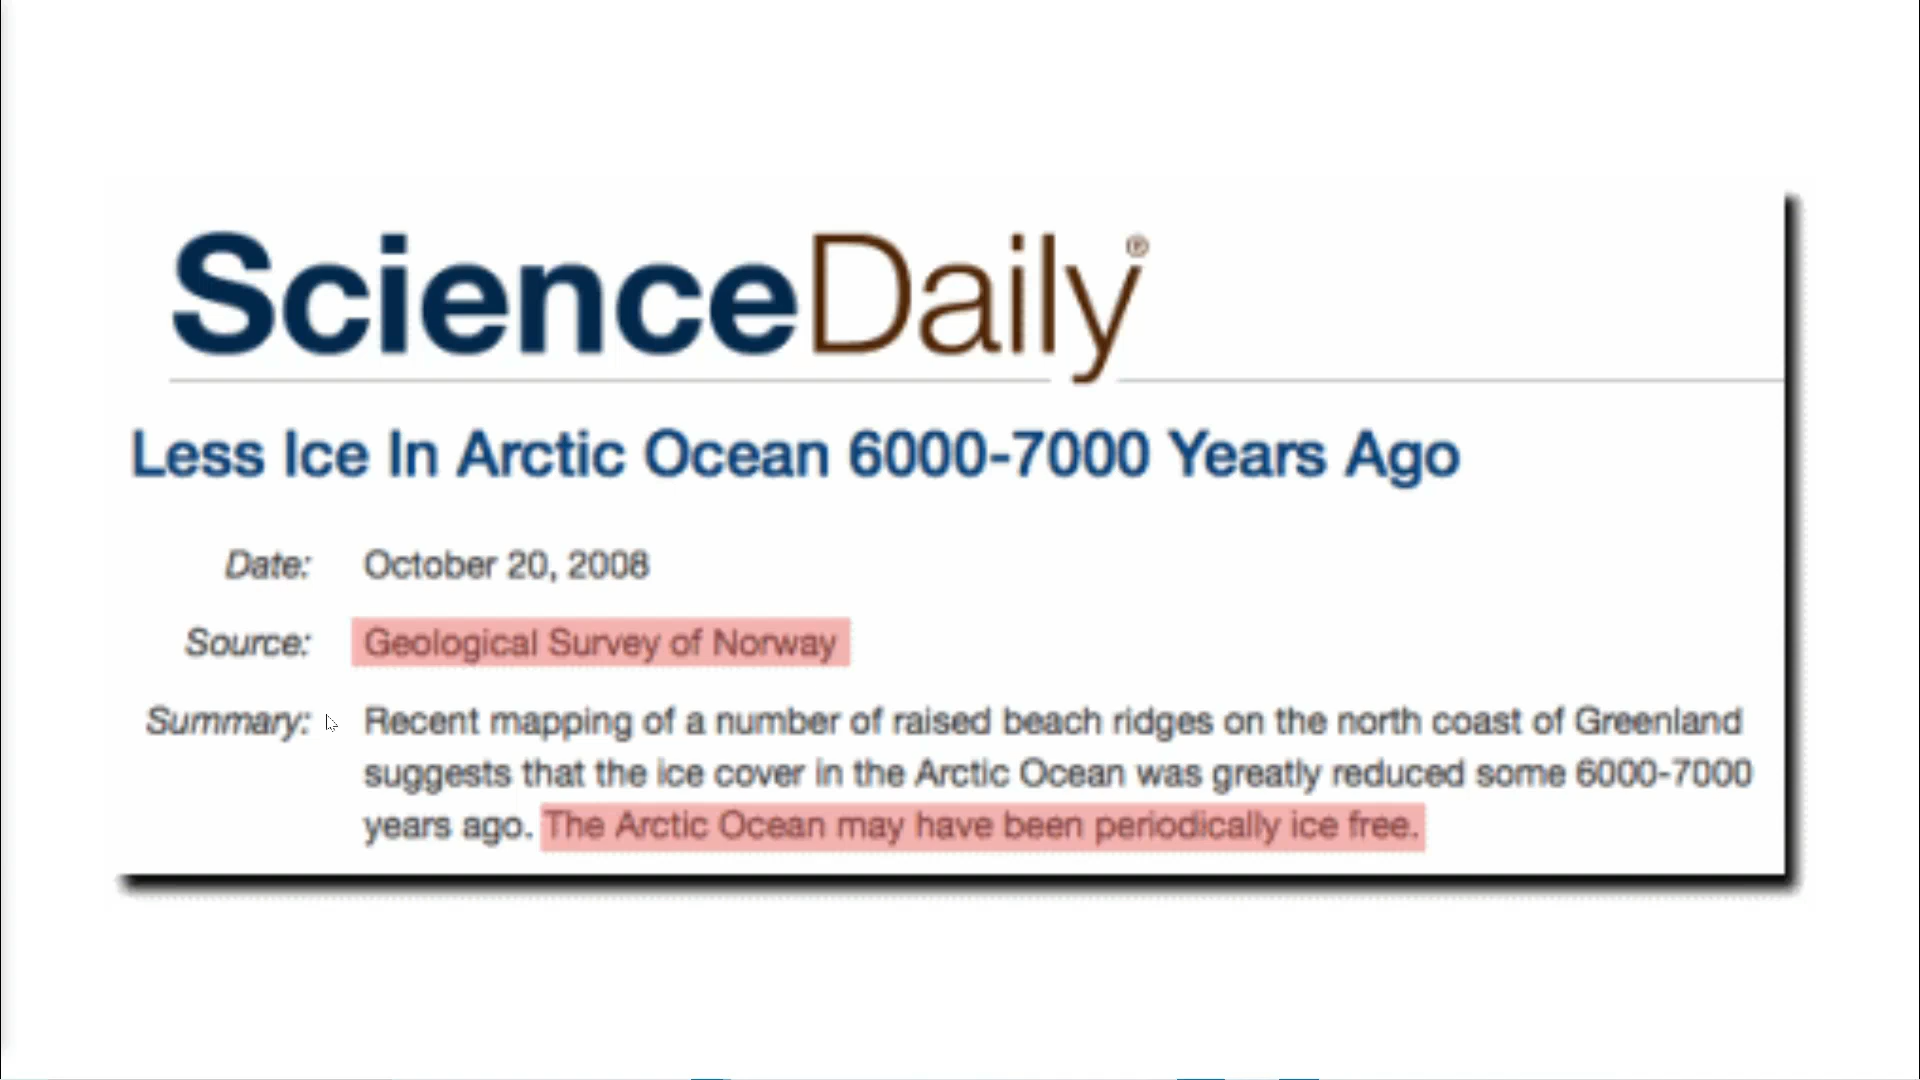 ScienceDaily®
Less Ice In Arctic Ocean 6000-7000 Years Ago
Date: October 20, 2008
Source: Geological Survey of Norway
Summary: Recent mapping of a number of raised beach ridges on the north coast of Greenland
suggests that the ice cover in the Arctic Ocean was greatly reduced some 6000-7000
years ago. The Arctic Ocean may have been periodically ice free.